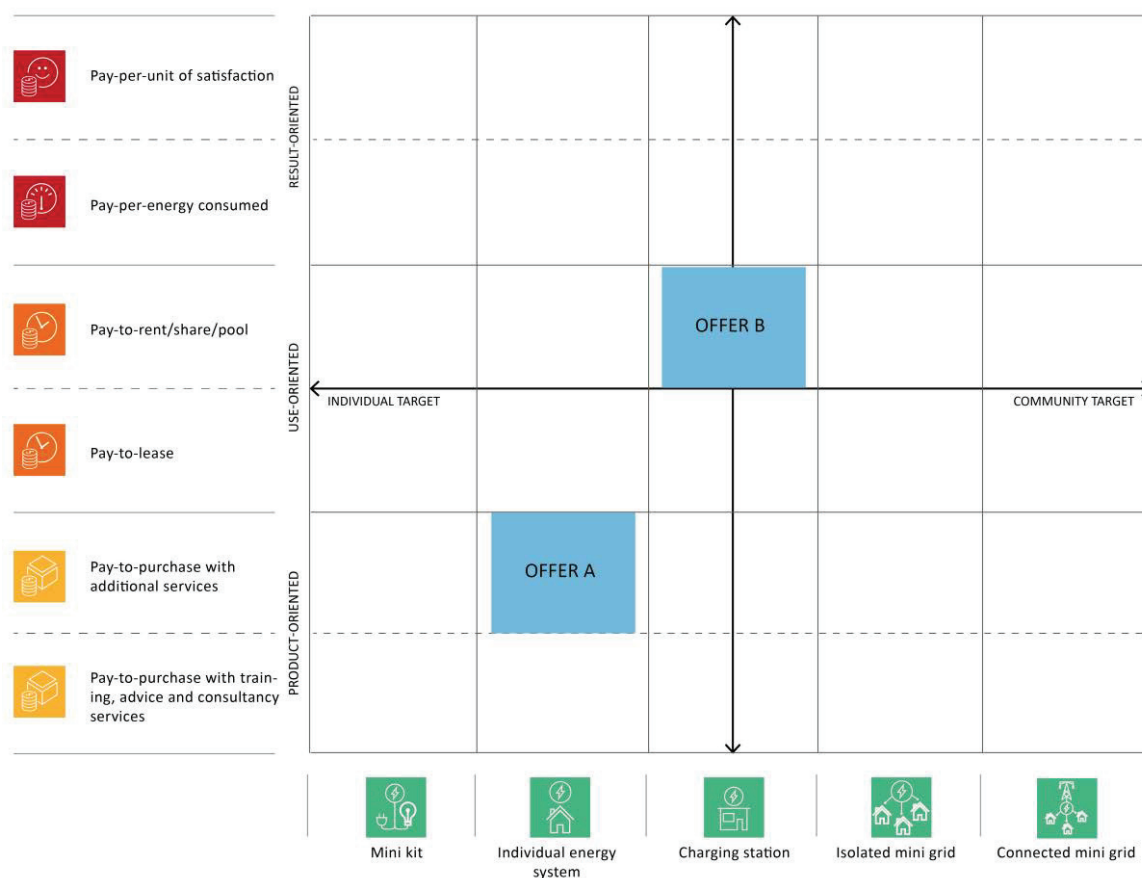 Pay-per-unit of satisfaction
Pay-per-energy consumed
Pay-to-rent/share/pool
Pay-to-lease
Pay-to-purchase with
additional services
Pay-to-purchase with train-
ing, advice and consultancy
services
RESULT-ORIENTED
USE-ORIENTED
PRODUCT-ORIENTED
OFFER B
INDIVIDUAL TARGET
COMMUNITY TARGET
OFFER A
Mini kit
Individual energy
system
Charging station
Isolated mini grid
Connected mini grid